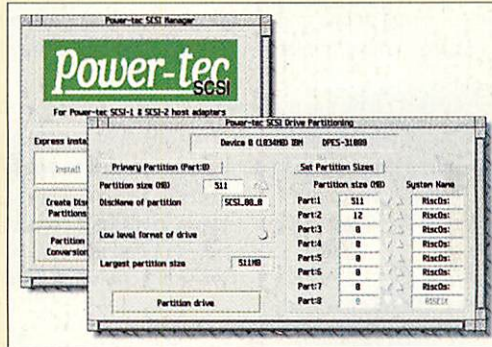 Power-tec SCSI Manager
Power-tec
SCSI
For Power-tec SCSI-1 & SCSI-2 host adapters
Express insta
Install
Create Dis
Partitions
Partition
Conversion
Power-tec SCSI Drive Partitioning
Device 0 (1034MB) IBM DPES-31080
Primary Partition (Part:0)
Partition size (MB) 511
DiscName of partition SCSI_00_0
Low level format of drive
Largest partition size 511MB
Partition drive
Set Partition Sizes
Partition size (MB) System Name
Part:1 511 RiscOs:
Part:2 12 RiscOs:
Part:3 0 RiscOs:
Part:4 0 RiscOs:
Part:5 0 RiscOs:
Part:6 0 RiscOs:
Part:7 0 RiscOs:
Part:8 0